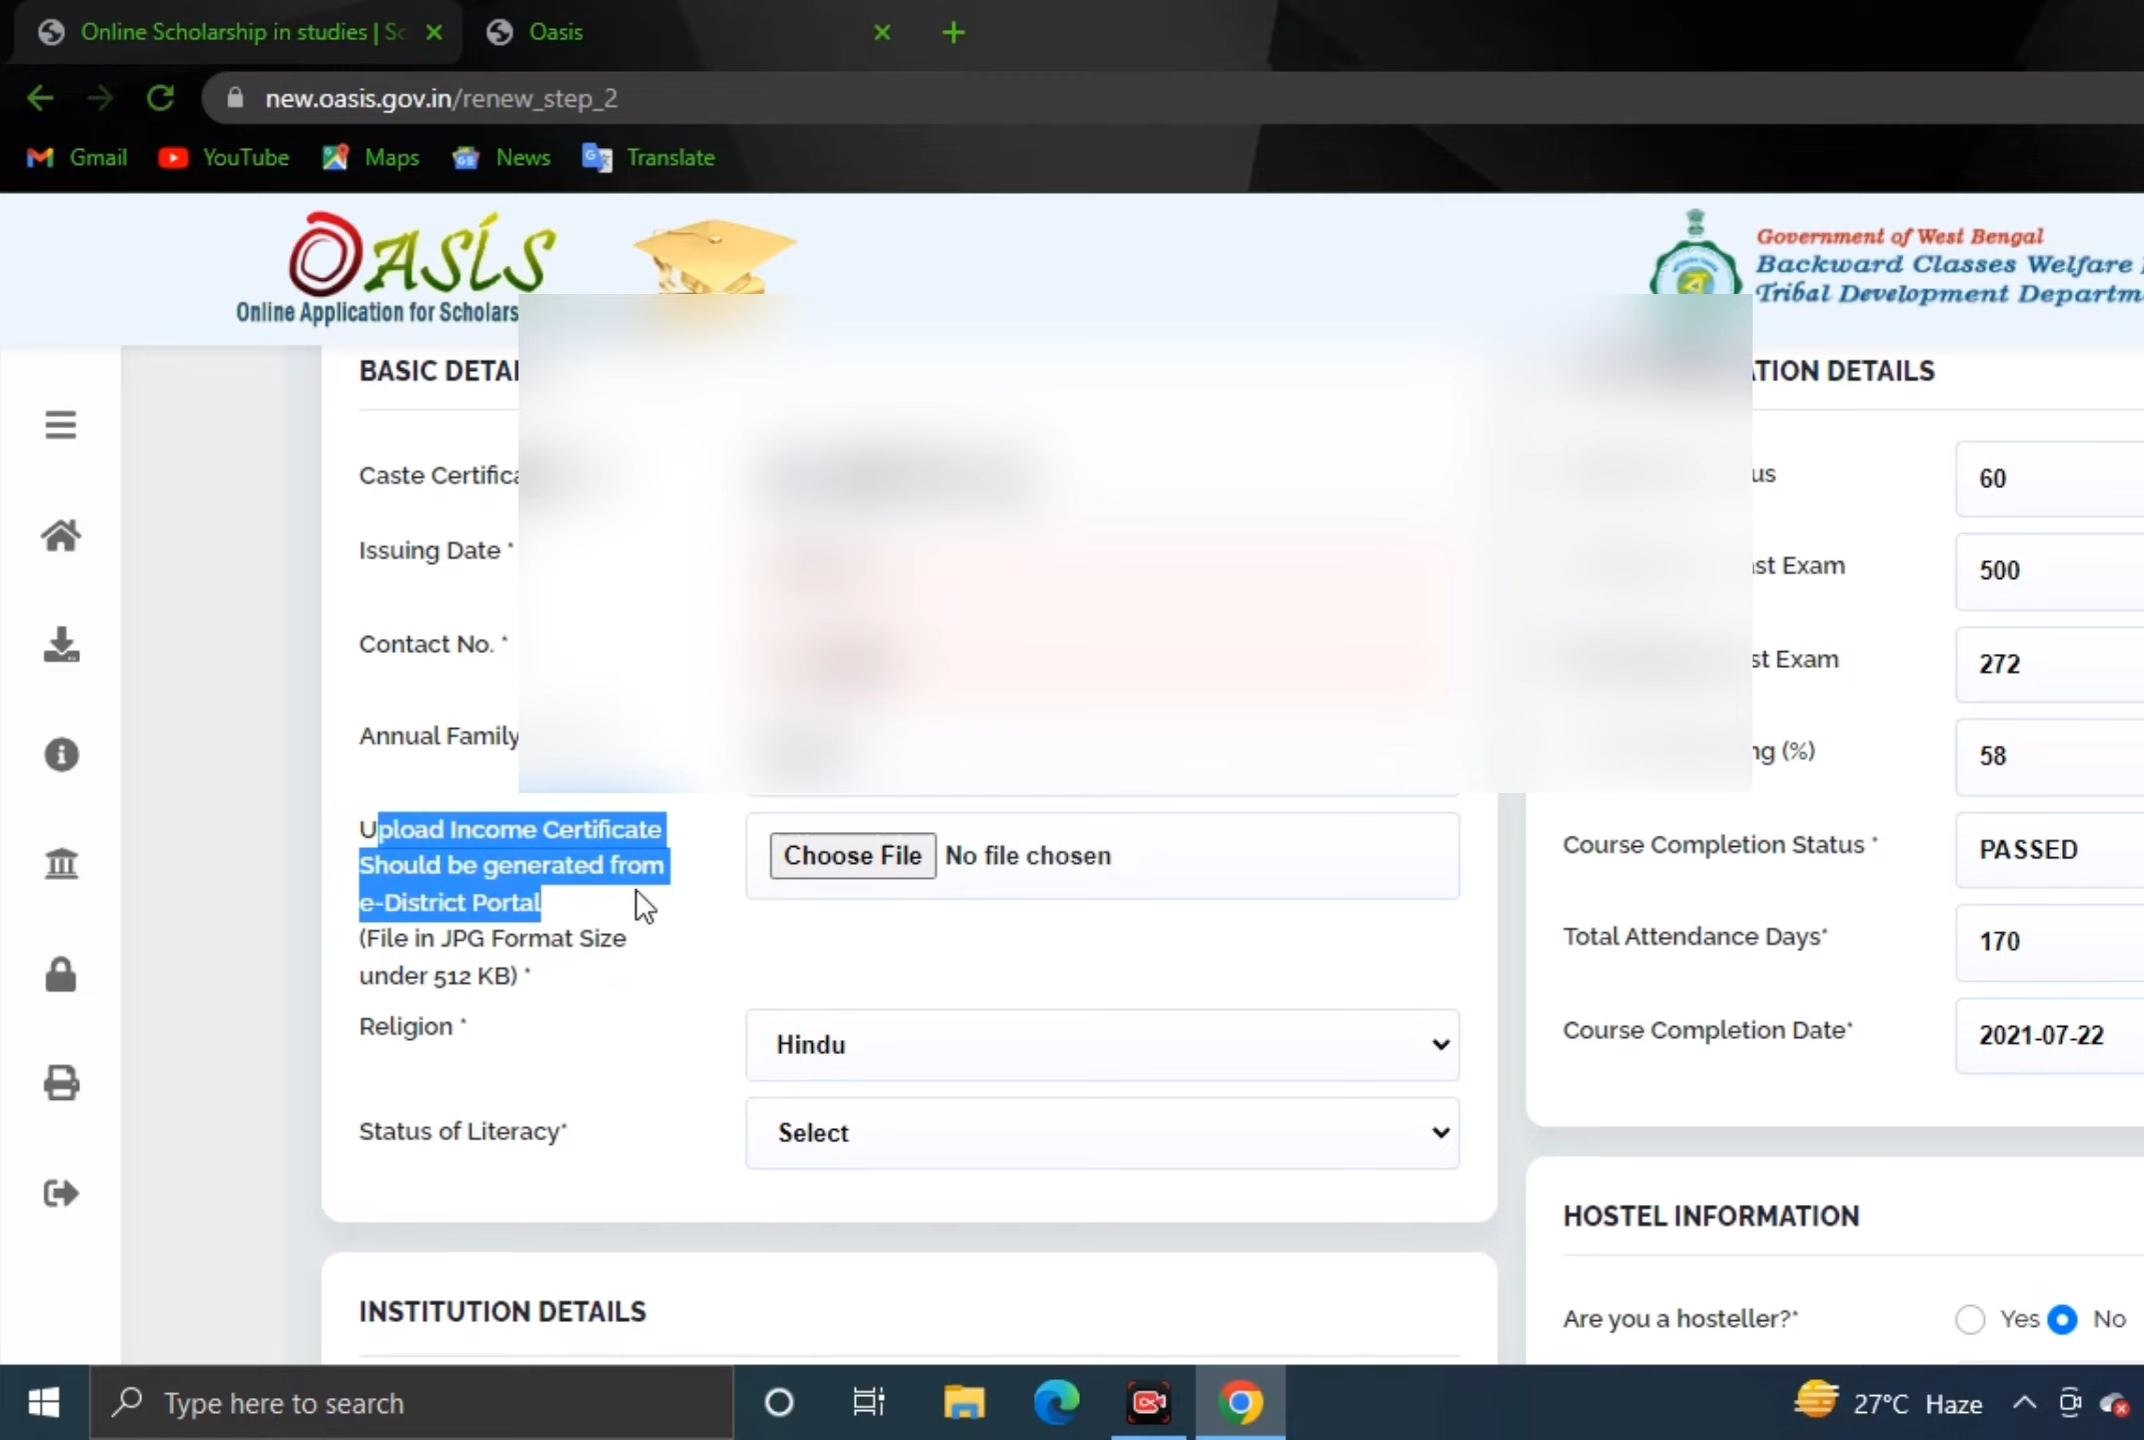 Online Scholarship in studies | Sc
Oasis
new.oasis.gov.in/renew_step_2
Gmail
YouTube
Maps
News
Translate
OASIS
Online Application for Scholars
Government of West Bengal
Backward Classes Welfare
Tribal Development Departm
BASIC DETAI
Caste Certifica
Issuing Date *
Contact No. *
Annual Family
Upload Income Certificate
Should be generated from
e-District Portal
(File in JPG Format Size
under 512 KB) *
Choose File No file chosen
Religion *
Hindu
Status of Literacy*
Select
INSTITUTION DETAILS
ATION DETAILS
us
60
ast Exam
500
st Exam
272
ng (%)
58
Course Completion Status *
PASSED
Total Attendance Days*
170
Course Completion Date*
2021-07-22
HOSTEL INFORMATION
Are you a hosteller?*
Yes
No
Type here to search
27°C Haze